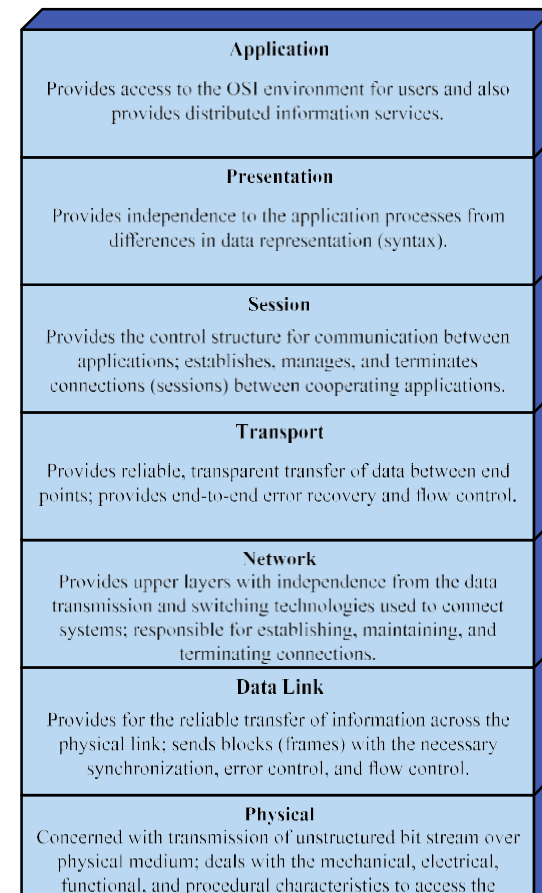 Application
Provides access to the OSI environment for users and also
provides distributed information services.
Presentation
Provides independence to the application processes from
differences in data representation (syntax).
Session
Provides the control structure for communication between
applications; establishes, manages, and terminates
connections (sessions) between cooperating applications.
Transport
Provides reliable, transparent transfer of data between end
points; provides end-to-end error recovery and flow control.
Network
Provides upper layers with independence from the data
transmission and switching technologies used to connect
systems; responsible for establishing, maintaining, and
terminating connections.
Data Link
Provides for the reliable transfer of information across the
physical link; sends blocks (frames) with the necessary
synchronization, error control, and flow control.
Physical
Concerned with transmission of unstructured bit stream over
physical medium; deals with the mechanical, electrical,
functional, and procedural characteristics to access the